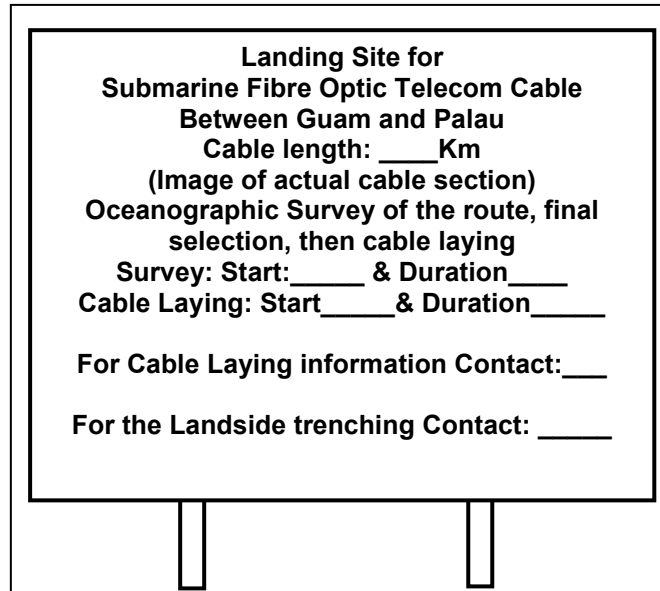 Landing Site for
Submarine Fibre Optic Telecom Cable
Between Guam and Palau
Cable length: ____Km
(Image of actual cable section)
Oceanographic Survey of the route, final
selection, then cable laying
Survey: Start:_____ & Duration____
Cable Laying: Start_____& Duration_____
For Cable Laying information Contact:___
For the Landside trenching Contact: _____